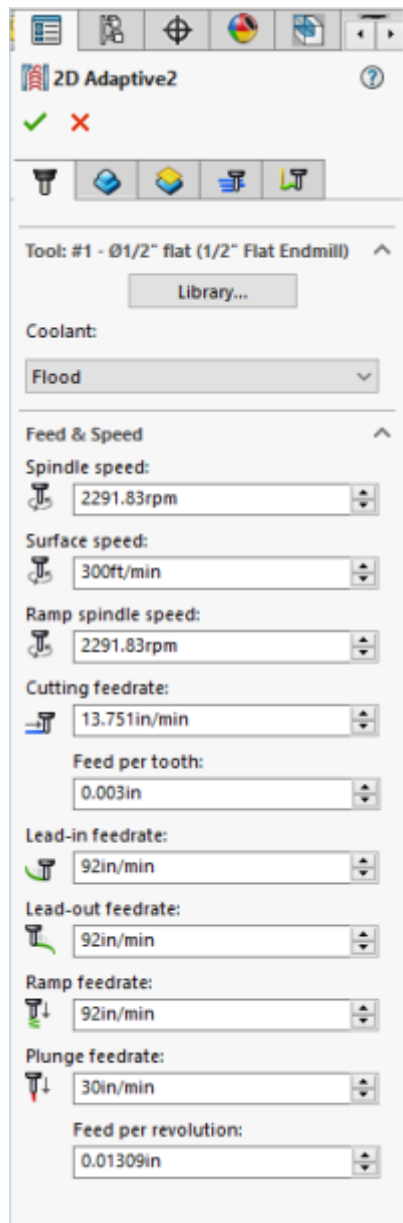 2D Adaptive2
Tool: #1 - Ø1/2" flat (1/2" Flat Endmill)
Library...
Coolant:
Flood
Feed & Speed
Spindle speed:
2291.83rpm
Surface speed:
300ft/min
Ramp spindle speed:
2291.83rpm
Cutting feedrate:
13.751in/min
Feed per tooth:
0.003in
Lead-in feedrate:
92in/min
Lead-out feedrate:
92in/min
Ramp feedrate:
92in/min
Plunge feedrate:
30in/min
Feed per revolution:
0.01309in